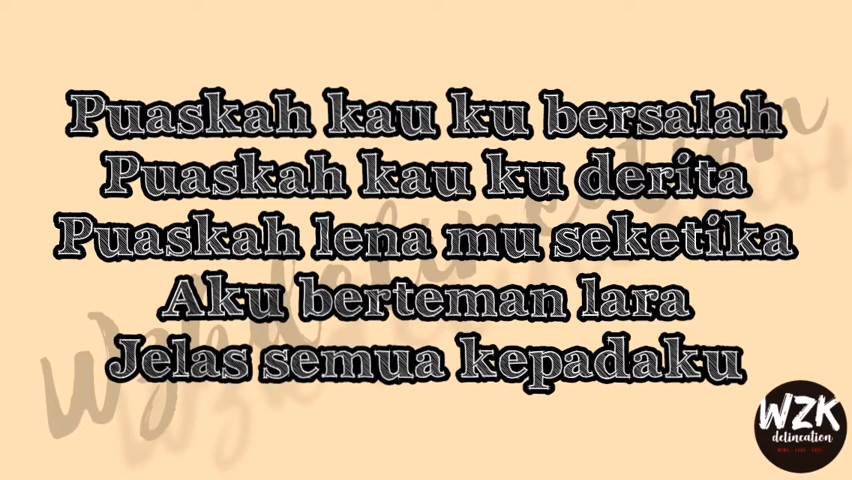 Puaskah kau ku bersalah
Puaskah kau ku derita
Puaskah lena mu seketika
Aku berteman lara
Jelas semua kepadaku
Wzkdelineation
WZK
delineation